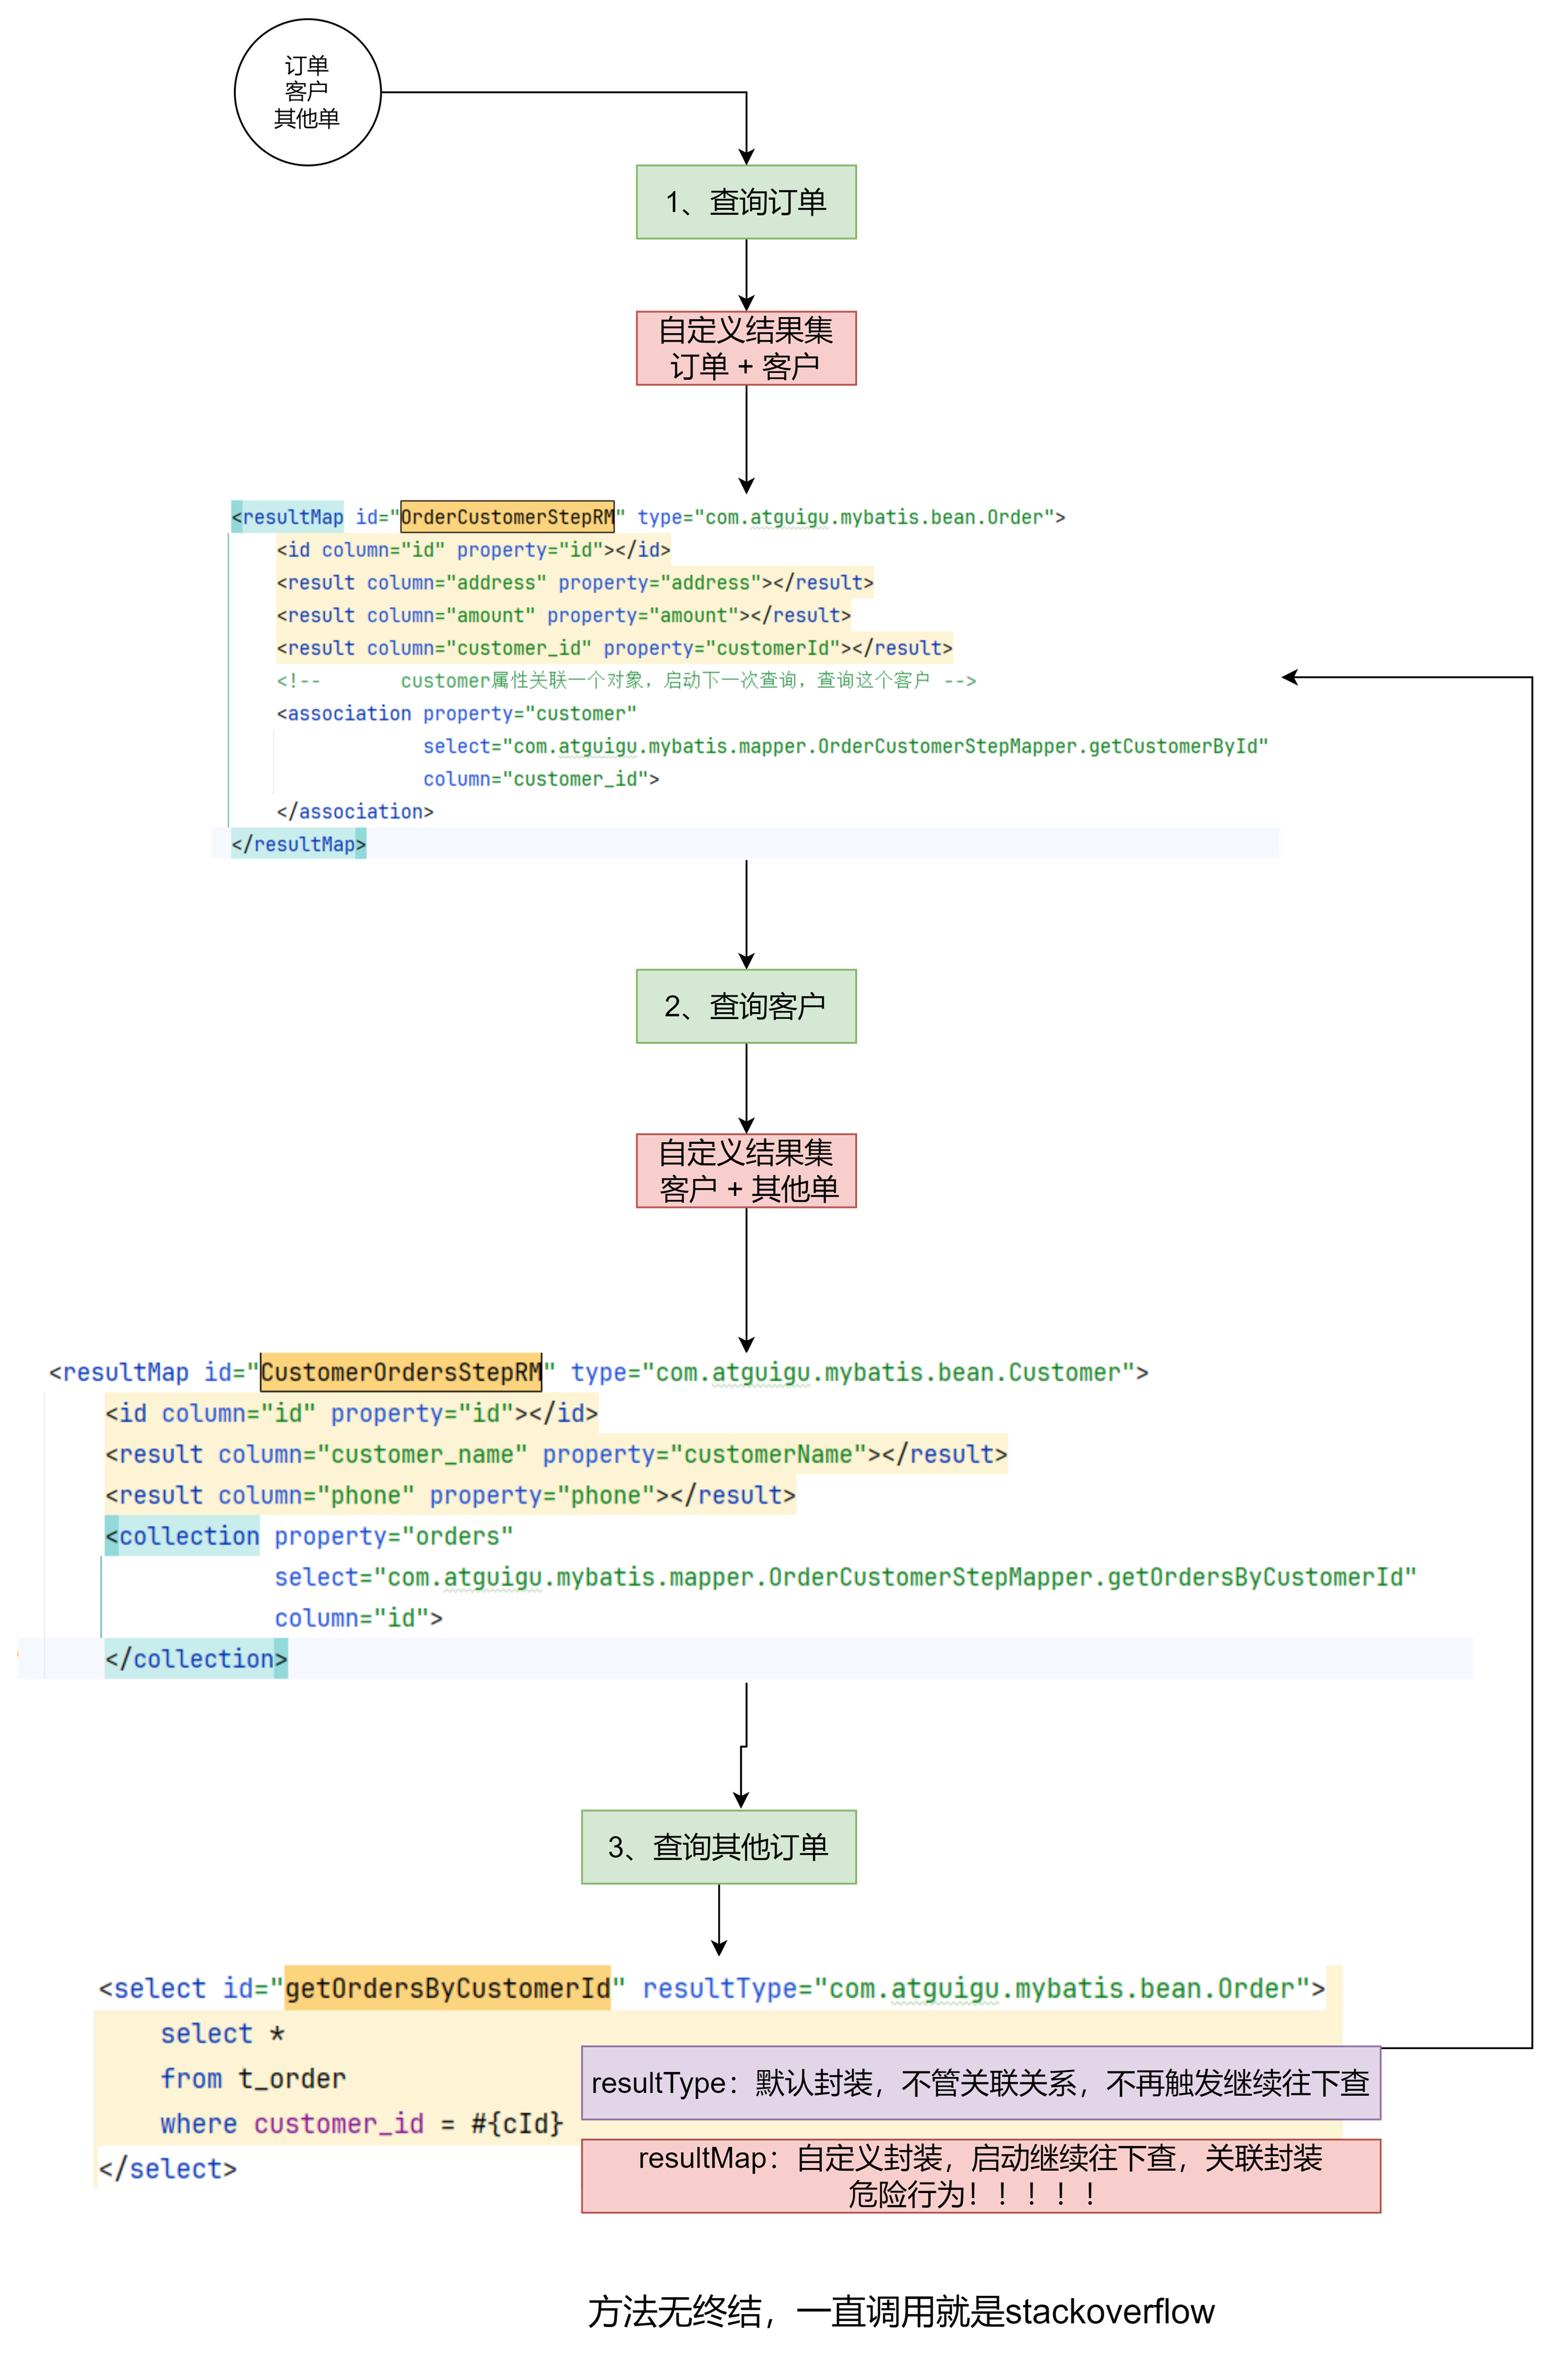 订单
客户
其他单
1、查询订单
自定义结果集
订单 + 客户
<resultMap id="OrderCustomerStepRM" type="com.atguigu.mybatis.bean.Order">
<id column="id" property="id"></id>
<result column="address" property="address"></result>
<result column="amount" property="amount"></result>
<result column="customer_id" property="customerId"></result>
<!-- customer属性关联一个对象，启动下一次查询，查询这个客户 -->
<association property="customer"
select="com.atguigu.mybatis.mapper.OrderCustomerStepMapper.getCustomerById"
column="customer_id">
</association>
</resultMap>
2、查询客户
自定义结果集
客户 + 其他单
<resultMap id="CustomerOrdersStepRM" type="com.atguigu.mybatis.bean.Customer">
<id column="id" property="id"></id>
<result column="customer_name" property="customerName"></result>
<result column="phone" property="phone"></result>
<collection property="orders"
select="com.atguigu.mybatis.mapper.OrderCustomerStepMapper.getOrdersByCustomerId"
column="id">
</collection>
3、查询其他订单
<select id="getOrdersByCustomerId" resultType="com.atguigu.mybatis.bean.Order">
select *
from t_order
where customer_id = #{cId}
</select>
resultType：默认封装，不管关联关系，不再触发继续往下查
resultMap：自定义封装，启动继续往下查，关联封装
危险行为！！！！！
方法无终结，一直调用就是stackoverflow